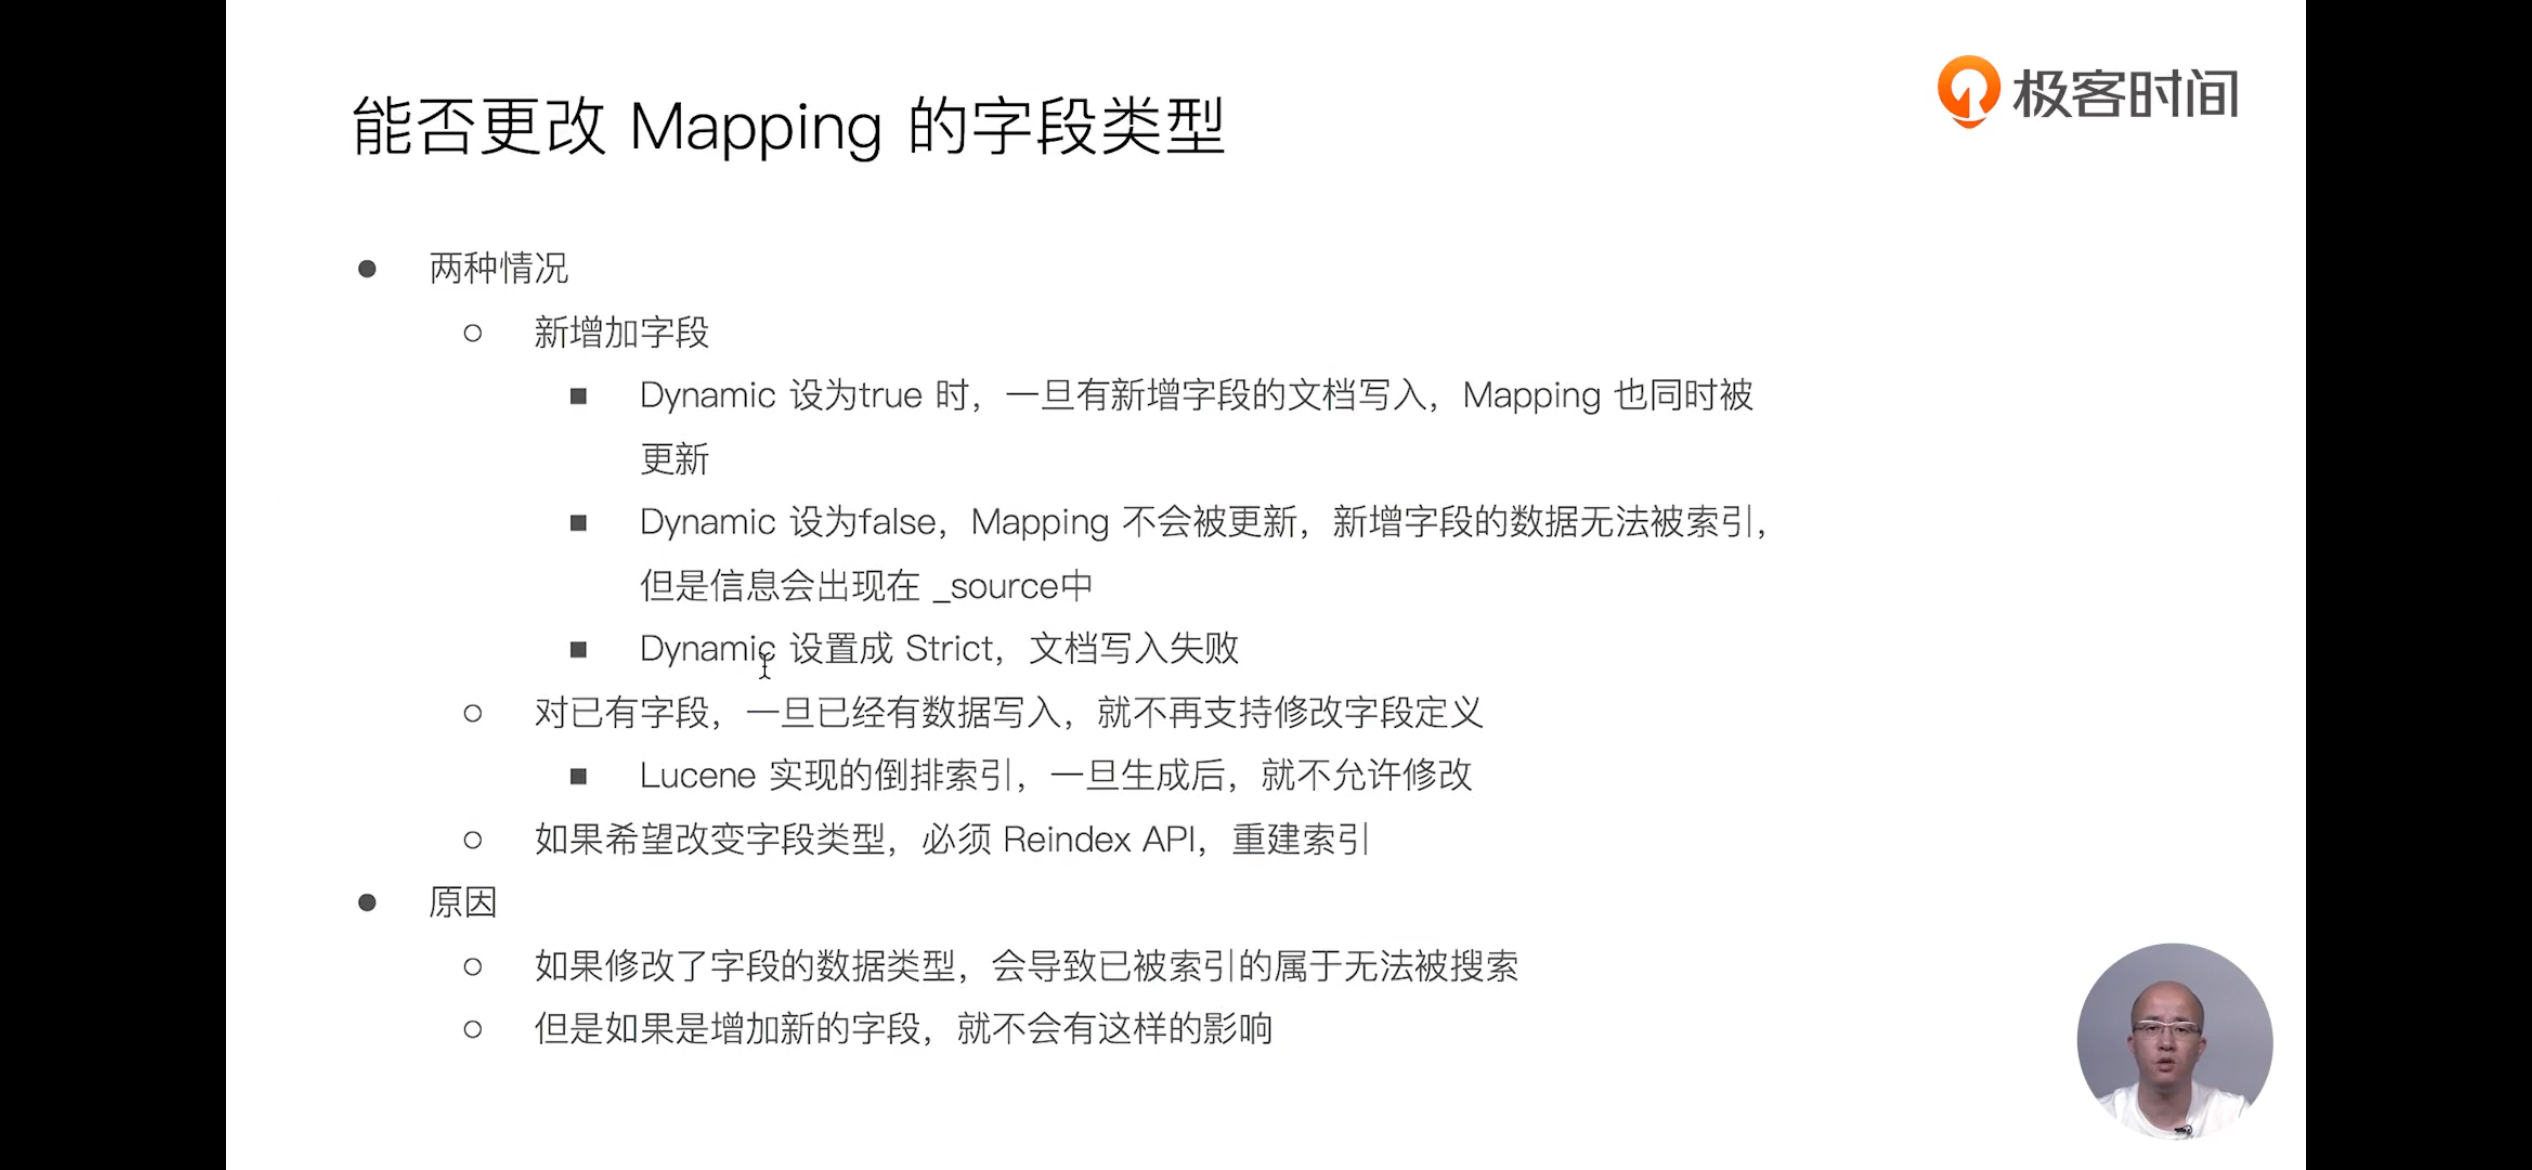 极客时间
能否更改 Mapping 的字段类型
两种情况
新增加字段
Dynamic 设为true 时，一旦有新增字段的文档写入，Mapping 也同时被
更新
Dynamic 设为false，Mapping 不会被更新，新增字段的数据无法被索引，
但是信息会出现在 _source中
Dynamic 设置成 Strict，文档写入失败
对已有字段，一旦已经有数据写入，就不再支持修改字段定义
Lucene 实现的倒排索引，一旦生成后，就不允许修改
如果希望改变字段类型，必须 Reindex API，重建索引
原因
如果修改了字段的数据类型，会导致已被索引的属于无法被搜索
但是如果是增加新的字段，就不会有这样的影响